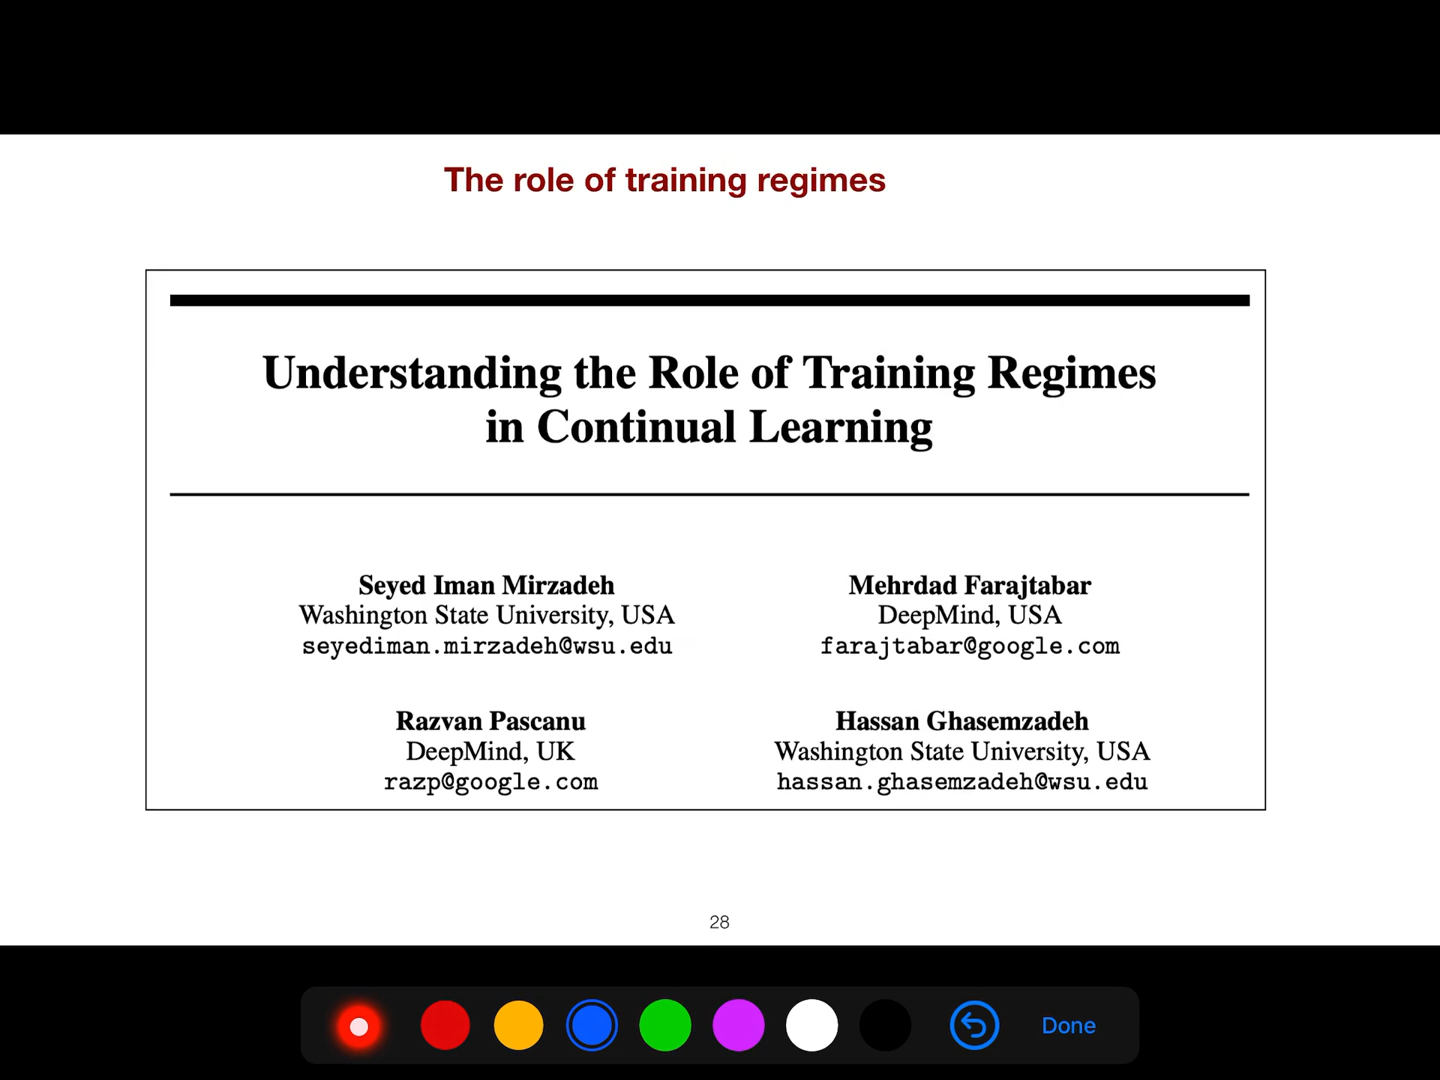 The role of training regimes
Understanding the Role of Training Regimes
in Continual Learning
Seyed Iman Mirzadeh
Washington State University, USA
seyediman.mirzadeh@wsu.edu
Mehrdad Farajtabar
DeepMind, USA
farajtabar@google.com
Razvan Pascanu
DeepMind, UK
razp@google.com
Hassan Ghasemzadeh
Washington State University, USA
hassan.ghasemzadeh@wsu.edu
28
Done